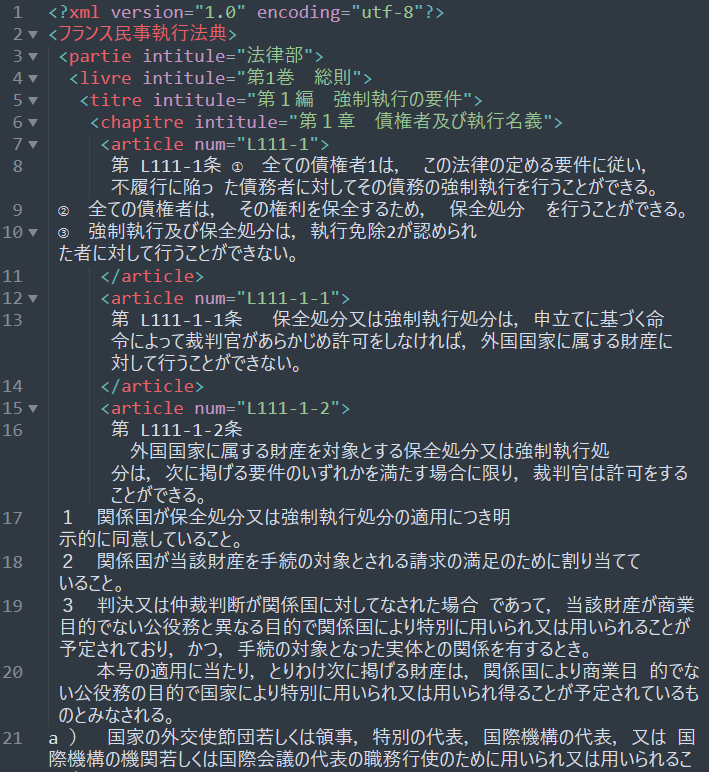 1 <?xml version="1.0" encoding="utf-8"?>
2 <フランス民事執行法典>
3 <partie intitule="法律部">
4 <livre intitule="第1巻　総則">
5 <titre intitule="第１編　強制執行の要件">
6 <chapitre intitule="第１章　債権者及び執行名義">
7 <article num="L111-1">
8 第 L111-1条 ①　全ての債権者1は，　この法律の定める要件に従い，
不履行に陥っ た債務者に対してその債務の強制執行を行うことができる。
9 ②　全ての債権者は，　その権利を保全するため，　保全処分　を行うことができる。
10 ③　強制執行及び保全処分は，執行免除2が認められ
た者に対して行うことができない。
11 </article>
12 <article num="L111-1-1">
13 第 L111-1-1条　　保全処分又は強制執行処分は，申立てに基づく命
令によって裁判官があらかじめ許可をしなければ，外国国家に属する財産に
対して行うことができない。
14 </article>
15 <article num="L111-1-2">
16 第 L111-1-2条
外国国家に属する財産を対象とする保全処分又は強制執行処
分は，次に掲げる要件のいずれかを満たす場合に限り，裁判官は許可をする
ことができる。
17 １　関係国が保全処分又は強制執行処分の適用につき明
示的に同意していること。
18 ２　関係国が当該財産を手続の対象とされる請求の満足のために割り当てて
いること。
19 ３　判決又は仲裁判断が関係国に対してなされた場合 であって，当該財産が商業
目的でない公役務と異なる目的で関係国により特別に用いられ又は用いられることが
予定されており，かつ，手続の対象となった実体との関係を有するとき。
20 本号の適用に当たり，とりわけ次に掲げる財産は，関係国により商業目 的でな
い公役務の目的で国家により特別に用いられ又は用いられ得ることが予定されているも
のとみなされる。
21 a ）　国家の外交使節団若しくは領事，特別の代表，国際機構の代表，又は 国
際機構の機関若しくは国際会議の代表の職務行使のために用いられ又は用いられるこ